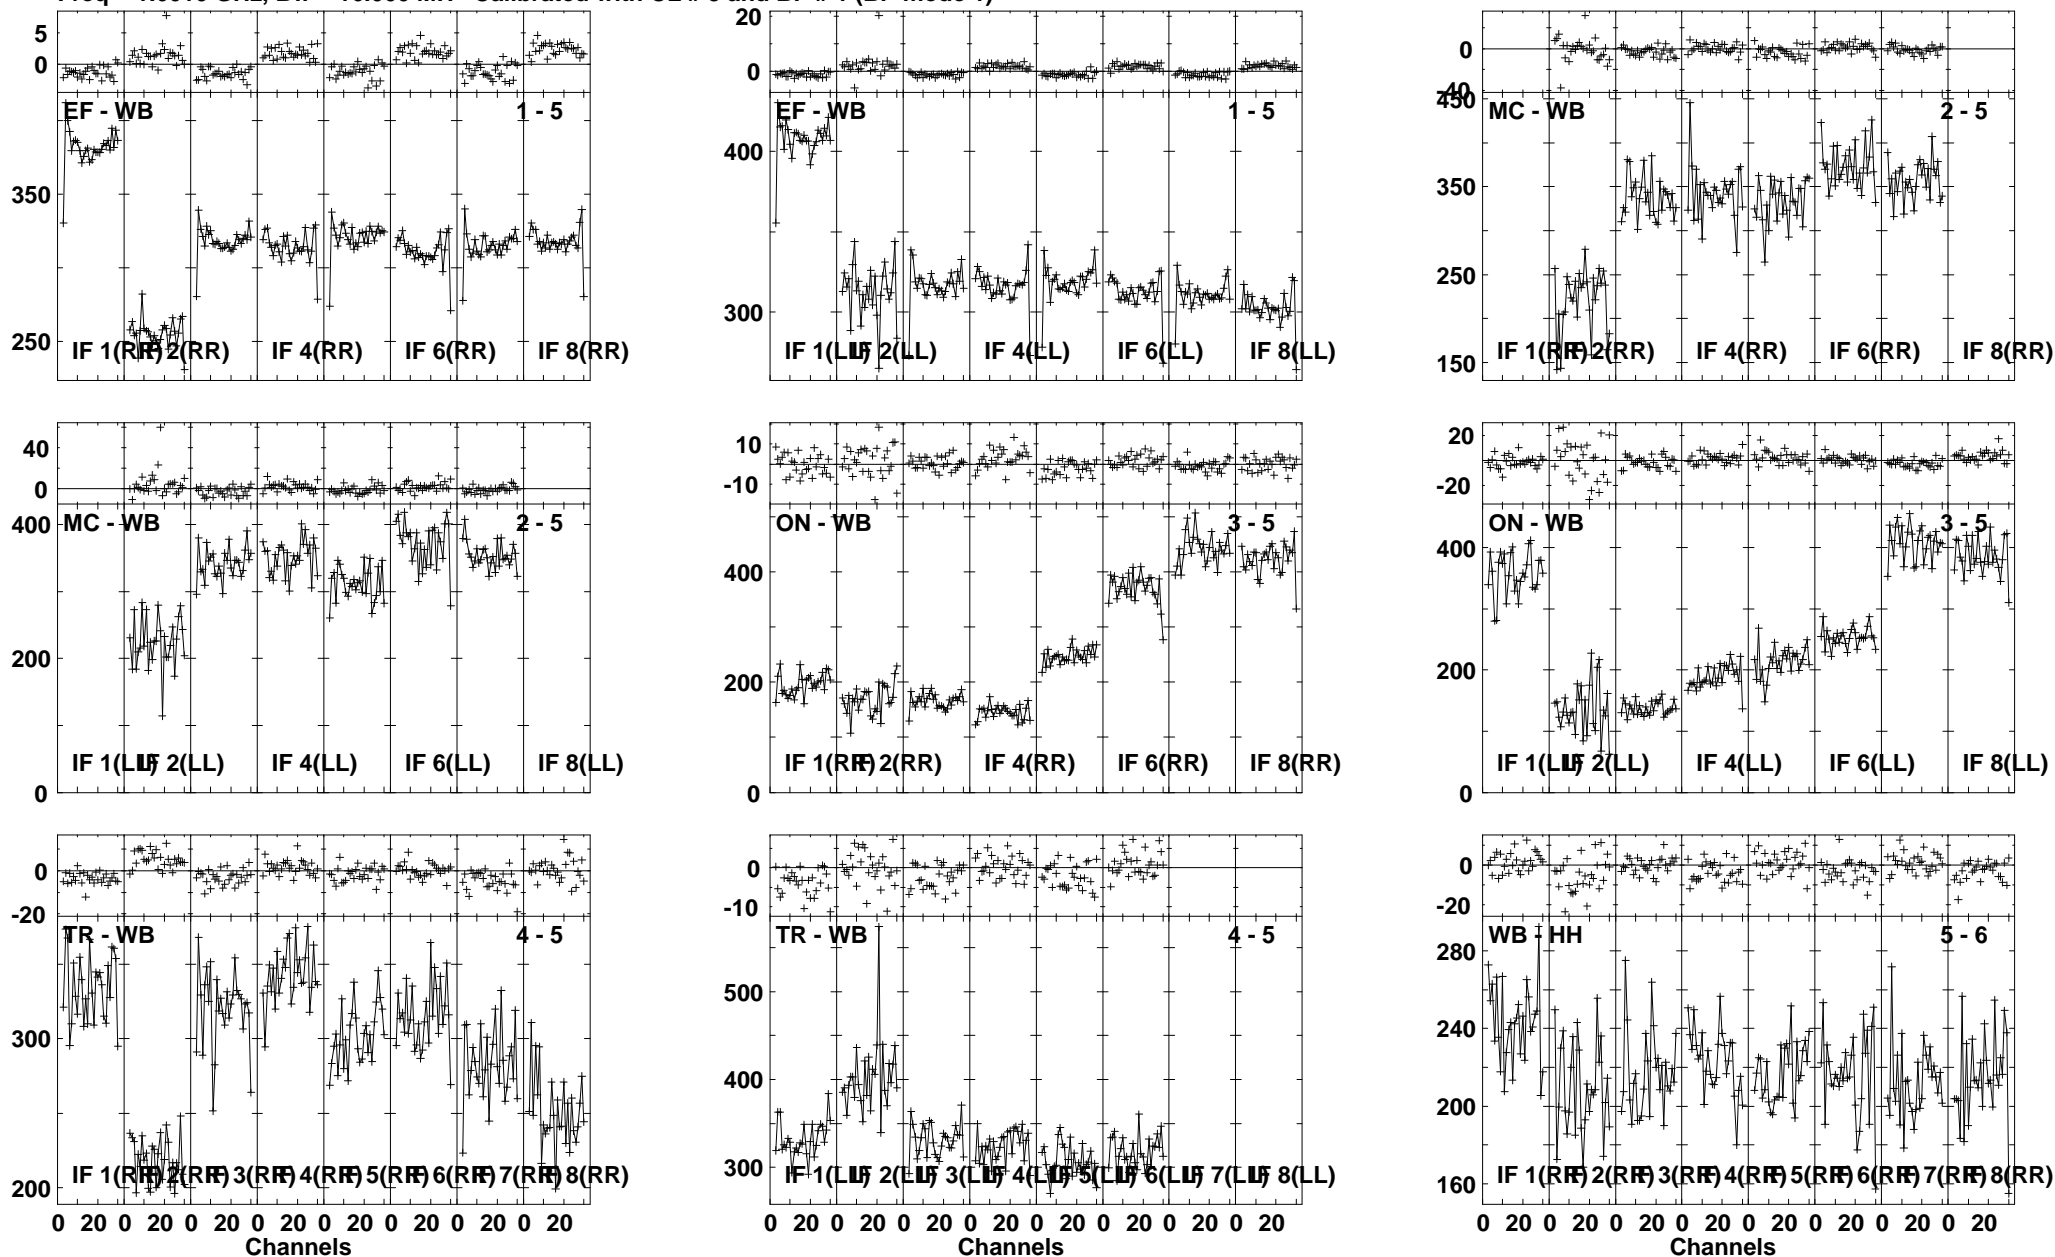 5 0 EF - WB 1 - 5 350 250 IF 1(RR) IF 2(RR) IF 4(RR) IF 6(RR) IF 8(RR)
20 0 EF - WB 1 - 5 400 300 IF 1(LL) IF 2(LL) IF 4(LL) IF 6(LL) IF 8(LL)
0 -40 450 MC - WB 2 - 5 350 250 150 IF 1(RR) IF 2(RR) IF 4(RR) IF 6(RR) IF 8(RR)
40 0 400 MC - WB 2 - 5 200 0 IF 1(LL) IF 2(LL) IF 4(LL) IF 6(LL) IF 8(LL)
10 -10 ON - WB 3 - 5 400 200 0 IF 1(RR) IF 2(RR) IF 4(RR) IF 6(RR) IF 8(RR)
20 -20 ON - WB 3 - 5 400 200 0 IF 1(LL) IF 2(LL) IF 4(LL) IF 6(LL) IF 8(LL)
0 -20 TR - WB 4 - 5 300 200 IF 1(RR) IF 2(RR) IF 3(RR) IF 4(RR) IF 5(RR) IF 6(RR) IF 7(RR) IF 8(RR)
0 20 0 20 0 20 0 20 0 20 0 20 0 20 0 20
Channels
0 -10 TR - WB 4 - 5 500 400 300 IF 1(LL) IF 2(LL) IF 3(LL) IF 4(LL) IF 5(LL) IF 6(LL) IF 7(LL) IF 8(LL)
0 20 0 20 0 20 0 20 0 20 0 20 0 20 0 20
Channels
0 -20 WB - HH 5 - 6 280 240 200 160 IF 1(RR) IF 2(RR) IF 3(RR) IF 4(RR) IF 5(RR) IF 6(RR) IF 7(RR) IF 8(RR)
0 20 0 20 0 20 0 20 0 20 0 20 0 20 0 20
Channels